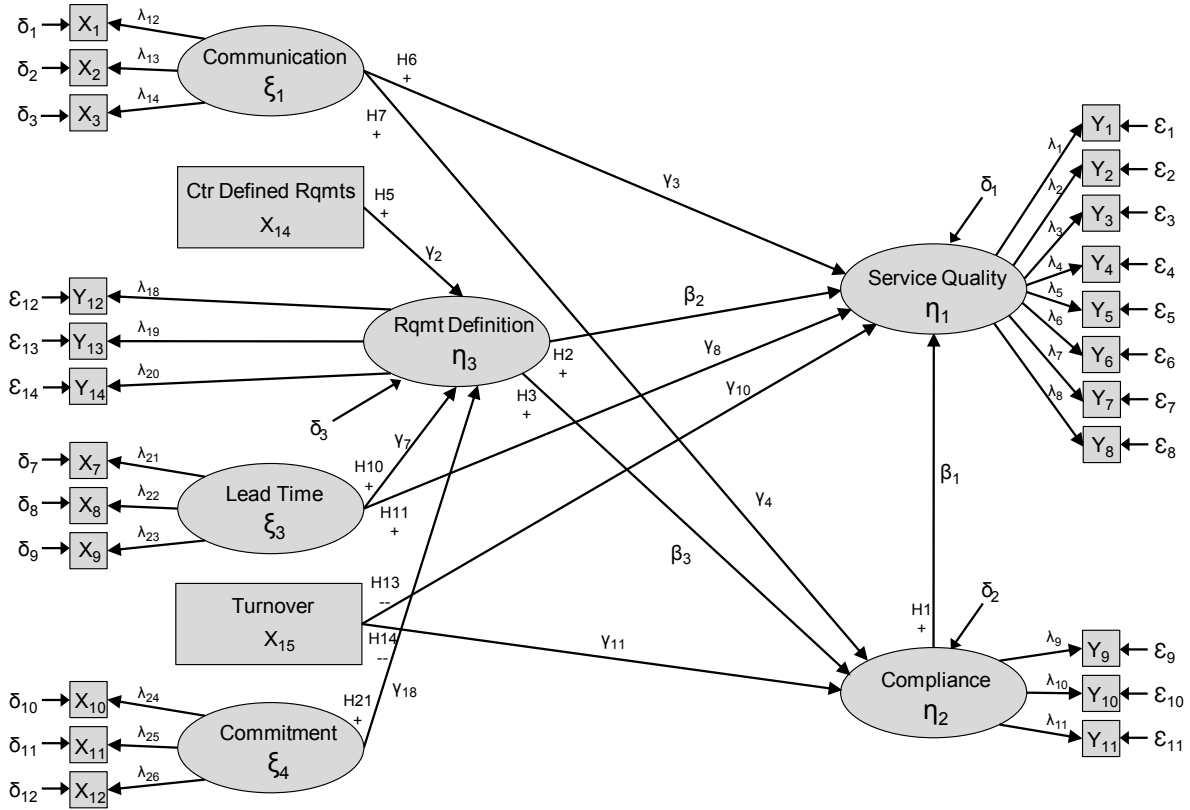 δ1 X1 λ12
δ2 X2 λ13
δ3 X3 λ14
Communication
ξ1
H6
+
H7
+
Ctr Defined Rqmts
X14
H5
+
γ2
γ3
ε12 Y12 λ18
ε13 Y13 λ19
ε14 Y14 λ20
Rqmt Definition
η3
δ3
β2
H2
+
H3
+
γ8
γ10
δ7 X7 λ21
δ8 X8 λ22
δ9 X9 λ23
Lead Time
ξ3
γ7
H10
+
H11
+
γ4
β3
β1
Turnover
X15
H13
--
H14
--
γ11
δ10 X10 λ24
δ11 X11 λ25
δ12 X12 λ26
Commitment
ξ4
H21
+
γ18
δ1
Service Quality
η1
λ1 Y1 ε1
λ2 Y2 ε2
λ3 Y3 ε3
λ4 Y4 ε4
λ5 Y5 ε5
λ6 Y6 ε6
λ7 Y7 ε7
λ8 Y8 ε8
H1
+
δ2
Compliance
η2
λ9 Y9 ε9
λ10 Y10 ε10
λ11 Y11 ε11